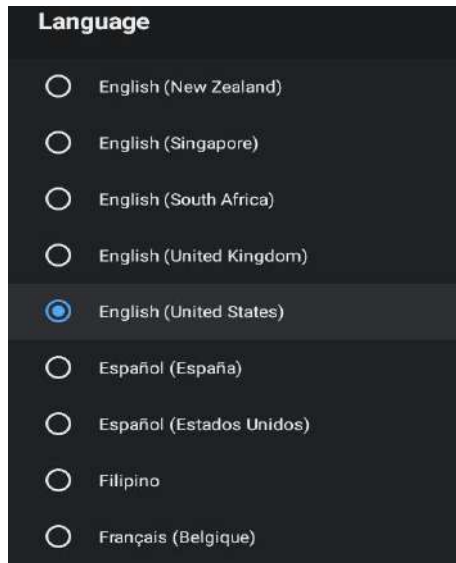 Language
English (New Zealand)
English (Singapore)
English (South Africa)
English (United Kingdom)
English (United States)
Español (España)
Español (Estados Unidos)
Filipino
Français (Belgique)